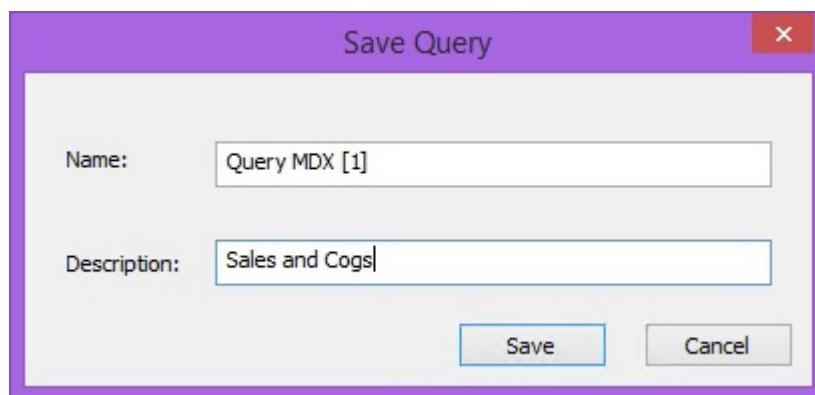 Save Query
Name: Query MDX [1]
Description: Sales and Cogs
Save Cancel